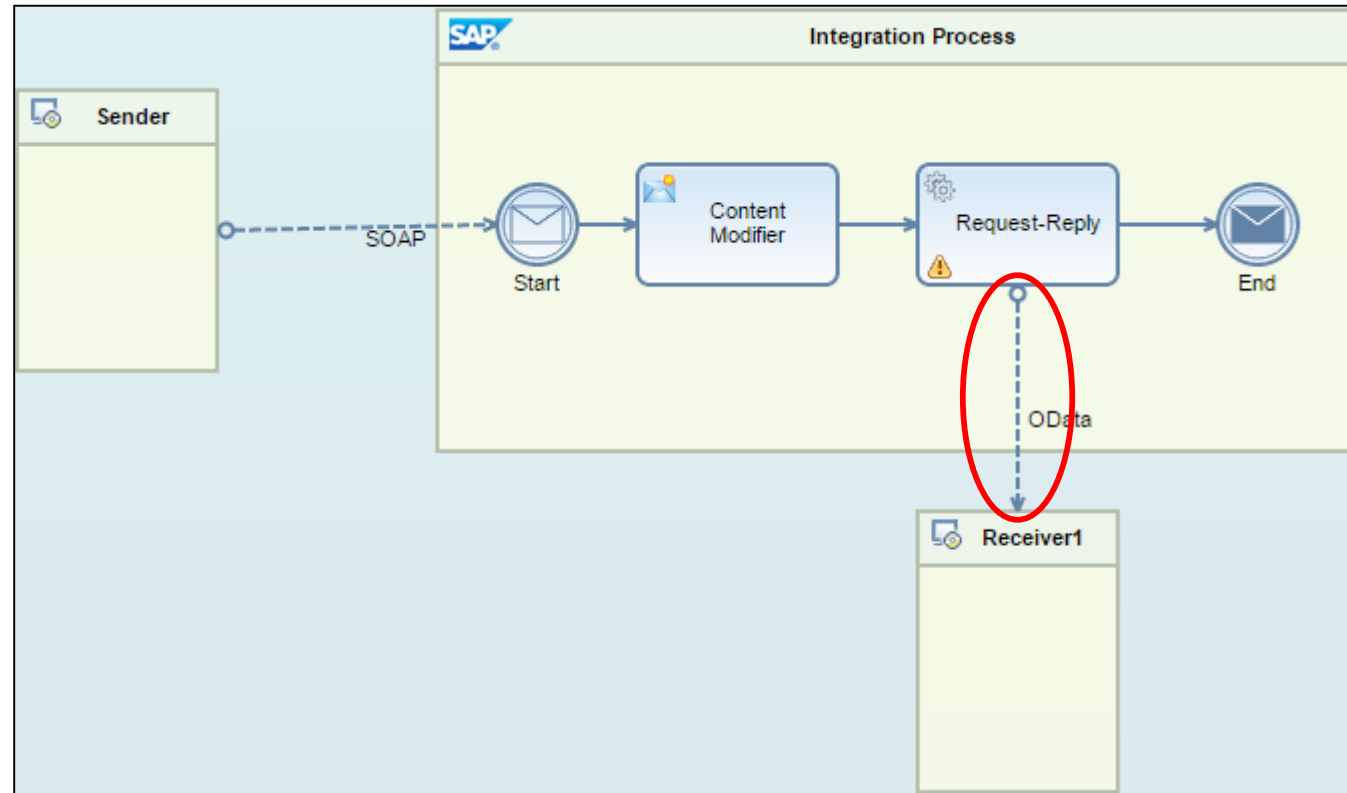 SAP
Integration Process
Sender
SOAP
Start
Content
Modifier
Request-Reply
End
OData
Receiver1